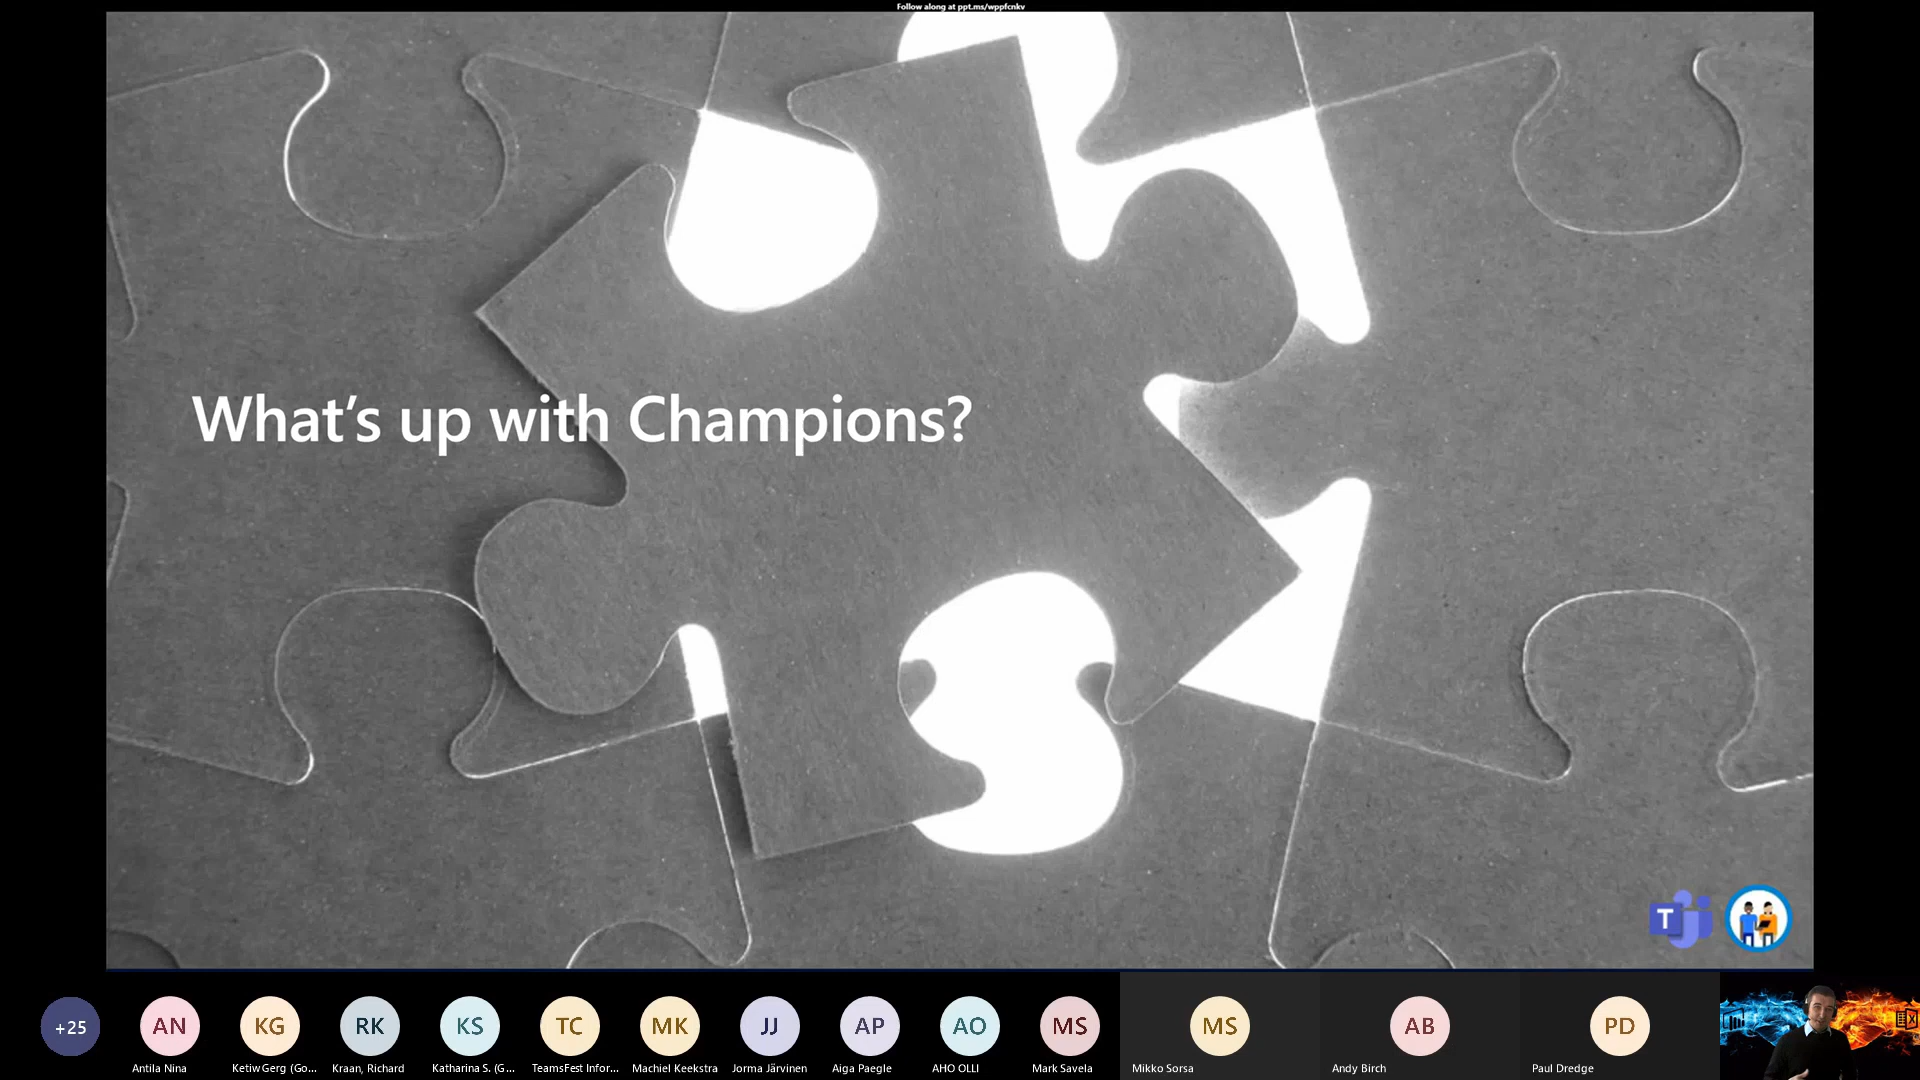 Follow along at ppt.ms/wppfcnkv
What's up with Champions?
T
+25
AN
KG
RK
KS
TC
MK
JJ
AP
AO
MS
MS
AB
PD
Antila Nina
Ketiw Gerg (Go...
Kraan, Richard
Katharina S. (G...
TeamsFest Infor...
Machiel Keekstra
Jorma Järvinen
Aiga Paegle
AHO OLLI
Mark Savela
Mikko Sorsa
Andy Birch
Paul Dredge